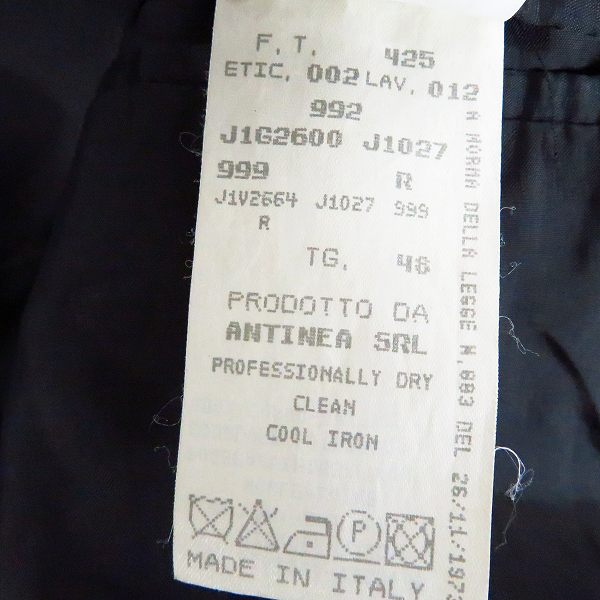 F. T. 425
ETIC. 002 LAV. 012
992
J1G2600 J1027
999 R
J1V2664 J1027 999
R
TG. 46
PRODOTTO DA
ANTINEA SRL
PROFESSIONALLY DRY
CLEAN
COOL IRON
P
MADE IN ITALY
A NORMA DELLA LEGGE N.883 DEL 26/11/1973